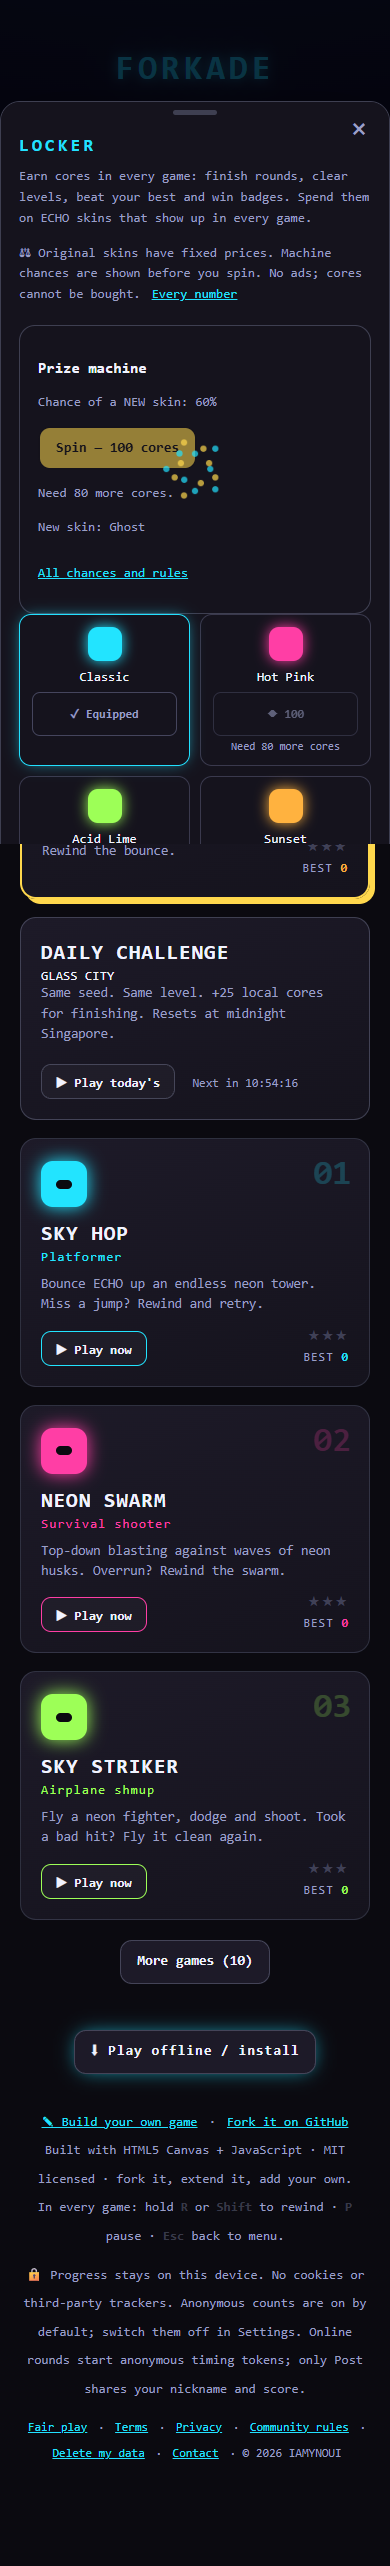 FORKADE
✕
LOCKER
Earn cores in every game: finish rounds, clear
levels, beat your best and win badges. Spend them
on ECHO skins that show up in every game.
⚖ Original skins have fixed prices. Machine
chances are shown before you spin. No ads; cores
cannot be bought. Every number
Prize machine
Chance of a NEW skin: 60%
Spin — 100 cores
Need 80 more cores.
New skin: Ghost
All chances and rules
Classic
Hot Pink
✓ Equipped
◆ 100
Need 80 more cores
Acid Lime
Sunset
Rewind the bounce.
★★★
BEST 0
DAILY CHALLENGE
GLASS CITY
Same seed. Same level. +25 local cores
for finishing. Resets at midnight
Singapore.
▶ Play today's
Next in 10:54:16
01
SKY HOP
Platformer
Bounce ECHO up an endless neon tower.
Miss a jump? Rewind and retry.
★★★
▶ Play now
BEST 0
02
NEON SWARM
Survival shooter
Top-down blasting against waves of neon
husks. Overrun? Rewind the swarm.
★★★
▶ Play now
BEST 0
03
SKY STRIKER
Airplane shmup
Fly a neon fighter, dodge and shoot. Took
a bad hit? Fly it clean again.
★★★
▶ Play now
BEST 0
More games (10)
⬇ Play offline / install
✏ Build your own game · Fork it on GitHub
Built with HTML5 Canvas + JavaScript · MIT
licensed · fork it, extend it, add your own.
In every game: hold R or Shift to rewind · P
pause · Esc back to menu.
🔒 Progress stays on this device. No cookies or
third-party trackers. Anonymous counts are on by
default; switch them off in Settings. Online
rounds start anonymous timing tokens; only Post
shares your nickname and score.
Fair play · Terms · Privacy · Community rules ·
Delete my data · Contact · © 2026 IAMYNOUI